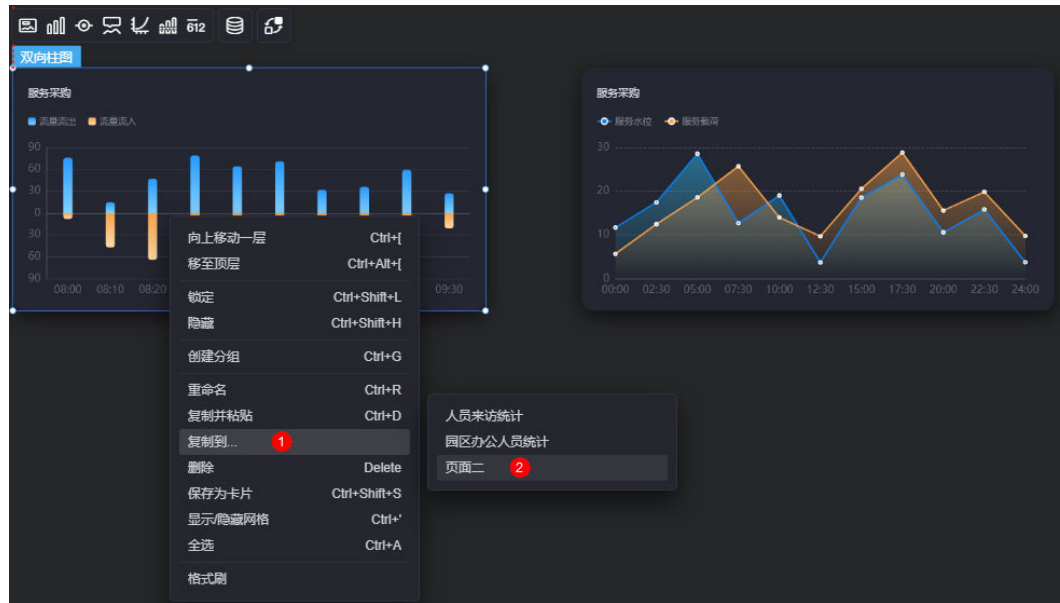 612
双向柱图
服务采购
流量流出 流量流入
90
60
30
0
30
60
90
08:00 08:10 08:20 09:30
服务采购
服务水位 服务载荷
30
20
10
0
00:00 02:30 05:00 07:30 10:00 12:30 15:00 17:30 20:00 22:30 24:00
向上移动一层 Ctrl+[
移至顶层 Ctrl+Alt+[
锁定 Ctrl+Shift+L
隐藏 Ctrl+Shift+H
创建分组 Ctrl+G
重命名 Ctrl+R
复制并粘贴 Ctrl+D
复制到... 1
删除 Delete
保存为卡片 Ctrl+Shift+S
显示/隐藏网格 Ctrl+'
全选 Ctrl+A
格式刷
人员来访统计
园区办公人员统计
页面二 2